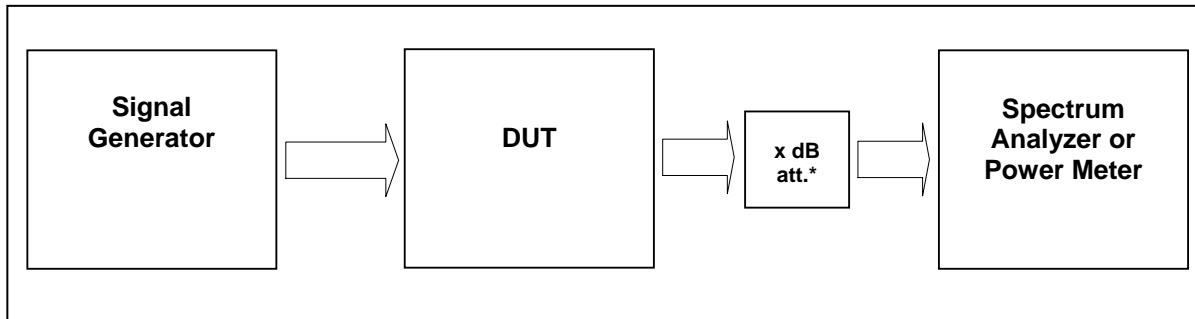 Signal
Generator
DUT
x dB
att.*
Spectrum
Analyzer or
Power Meter